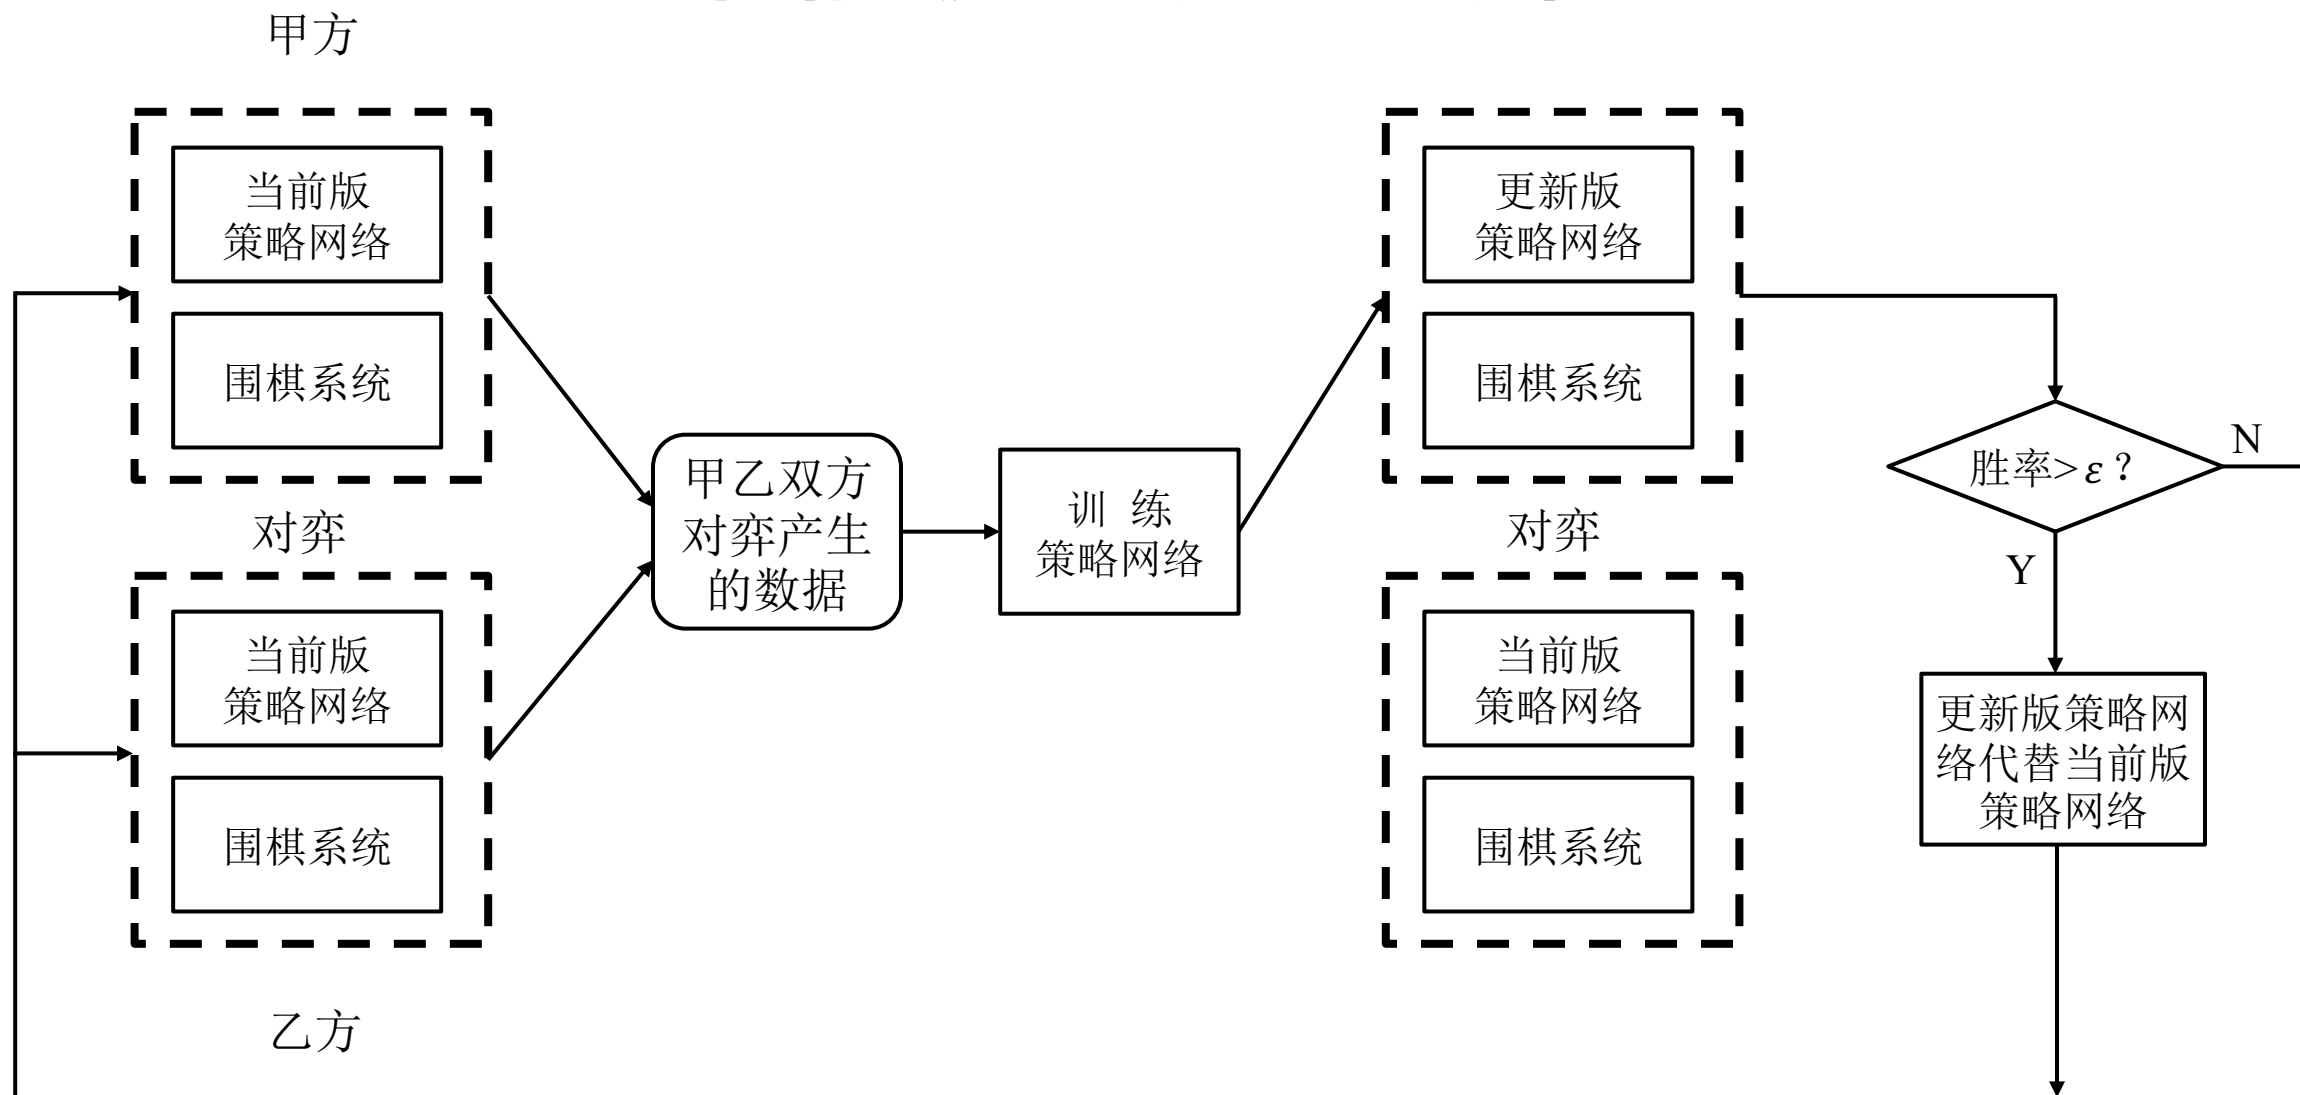 甲方
当前版
策略网络
围棋系统
对弈
当前版
策略网络
围棋系统
乙方
甲乙双方
对弈产生
的数据
训 练
策略网络
更新版
策略网络
围棋系统
对弈
当前版
策略网络
围棋系统
胜率>ε？
N
Y
更新版策略网
络代替当前版
策略网络